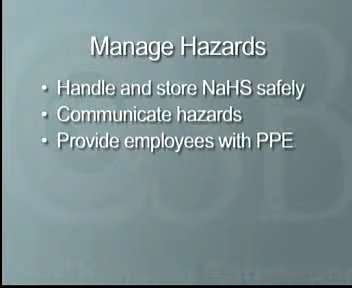 Manage Hazards
• Handle and store NaHS safely
• Communicate hazards
• Provide employees with PPE